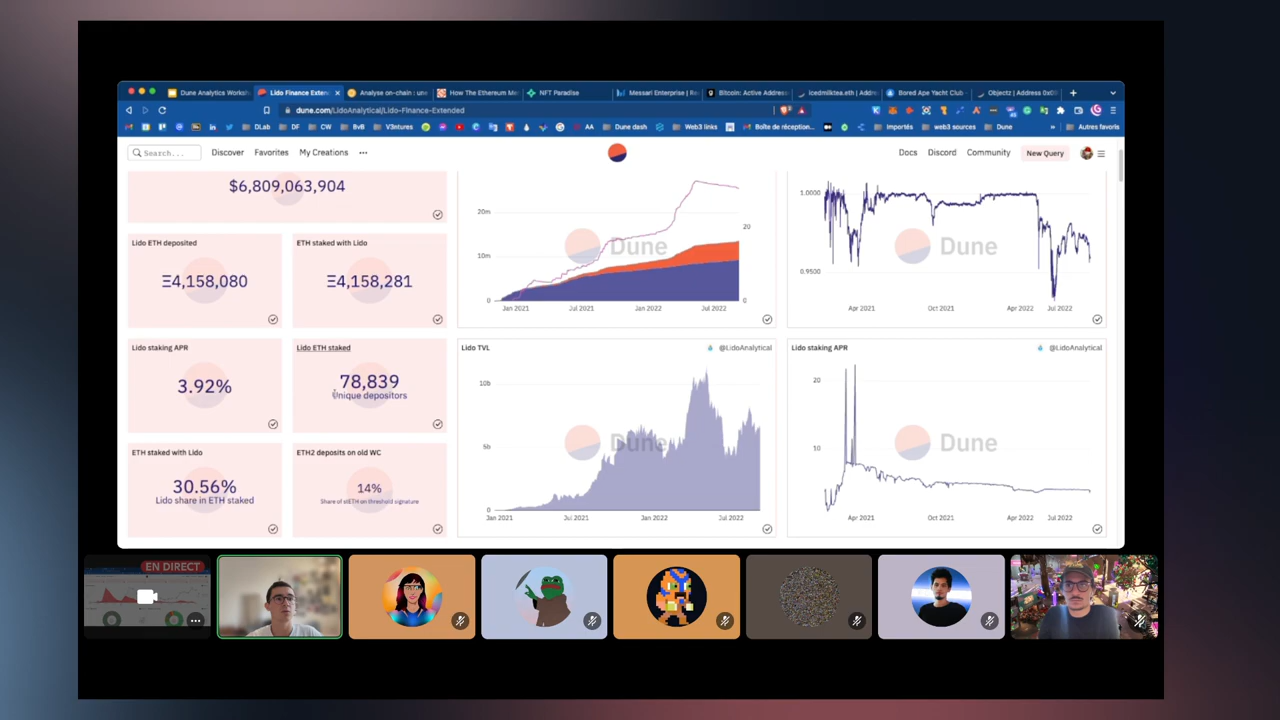 Dune Analytics Worksh
Lido Finance Exten
Analyse on-chain : une
How The Ethereum Me
NFT Paradise
Messari Enterprise | Re
Bitcoin: Active Address
icedmilktea.eth | Addr
Bored Ape Yacht Club
Objectz | Address 0x0
dune.com/LidoAnalytical/Lido-Finance-Extended
DLab
DF
CW
BvB
V3entures
AA
Dune dash
Web3 links
Boîte de réception...
Importés
web3 sources
Dune
Autres favoris
Search...
Discover
Favorites
My Creations
Docs
Discord
Community
New Query
$6,809,063,904
20m
10m
0
20
0
Jan 2021
Jul 2021
Jan 2022
Jul 2022
Dune
1.0000
0.9500
Apr 2021
Oct 2021
Apr 2022
Jul 2022
Dune
Lido ETH deposited
Ξ4,158,080
ETH staked with Lido
Ξ4,158,281
Lido staking APR
3.92%
Lido ETH staked
78,839
Unique depositors
Lido TVL
@LidoAnalytical
10b
5b
0
Jan 2021
Jul 2021
Jan 2022
Jul 2022
Dune
Lido staking APR
@LidoAnalytical
20
10
Apr 2021
Oct 2021
Apr 2022
Jul 2022
Dune
ETH staked with Lido
30.56%
Lido share in ETH staked
ETH2 deposits on old WC
14%
Share of stETH on threshold signature
EN DIRECT